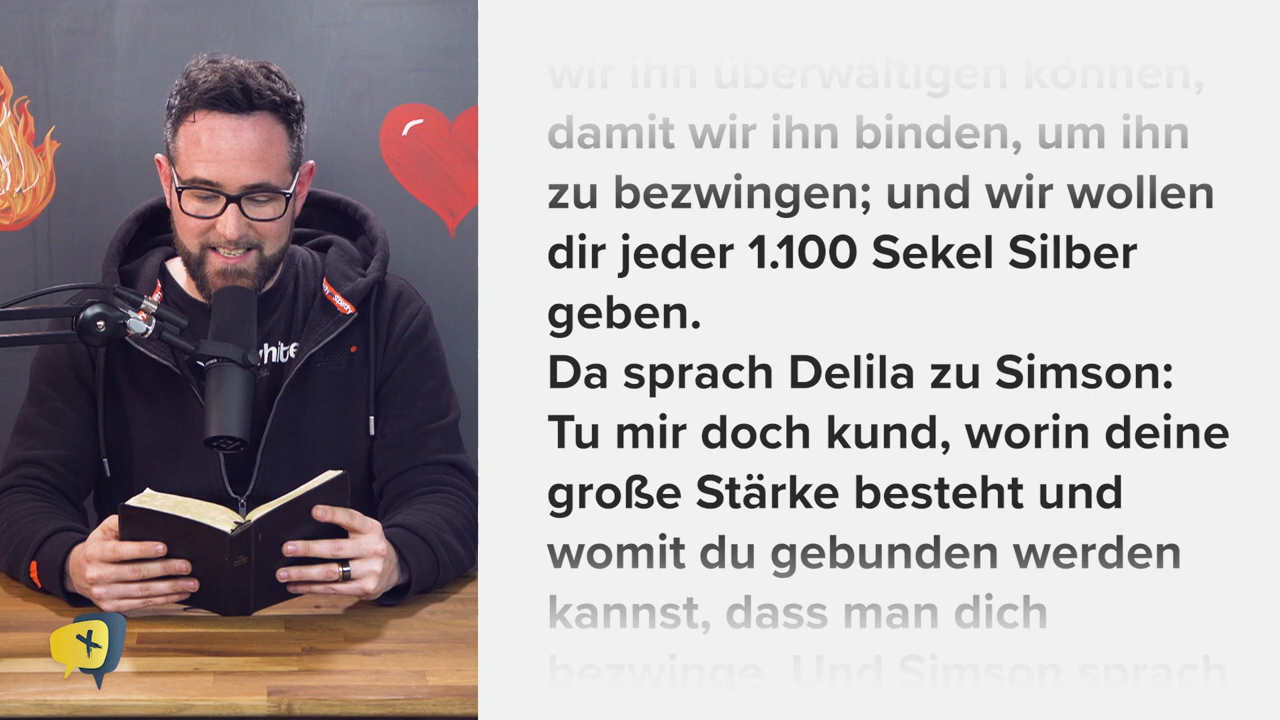 wir ihn überwältigen können,
damit wir ihn binden, um ihn
zu bezwingen; und wir wollen
dir jeder 1.100 Sekel Silber
geben.
Da sprach Delila zu Simson:
Tu mir doch kund, worin deine
große Stärke besteht und
womit du gebunden werden
kannst, dass man dich
bezwinge. Und Simson sprach
white